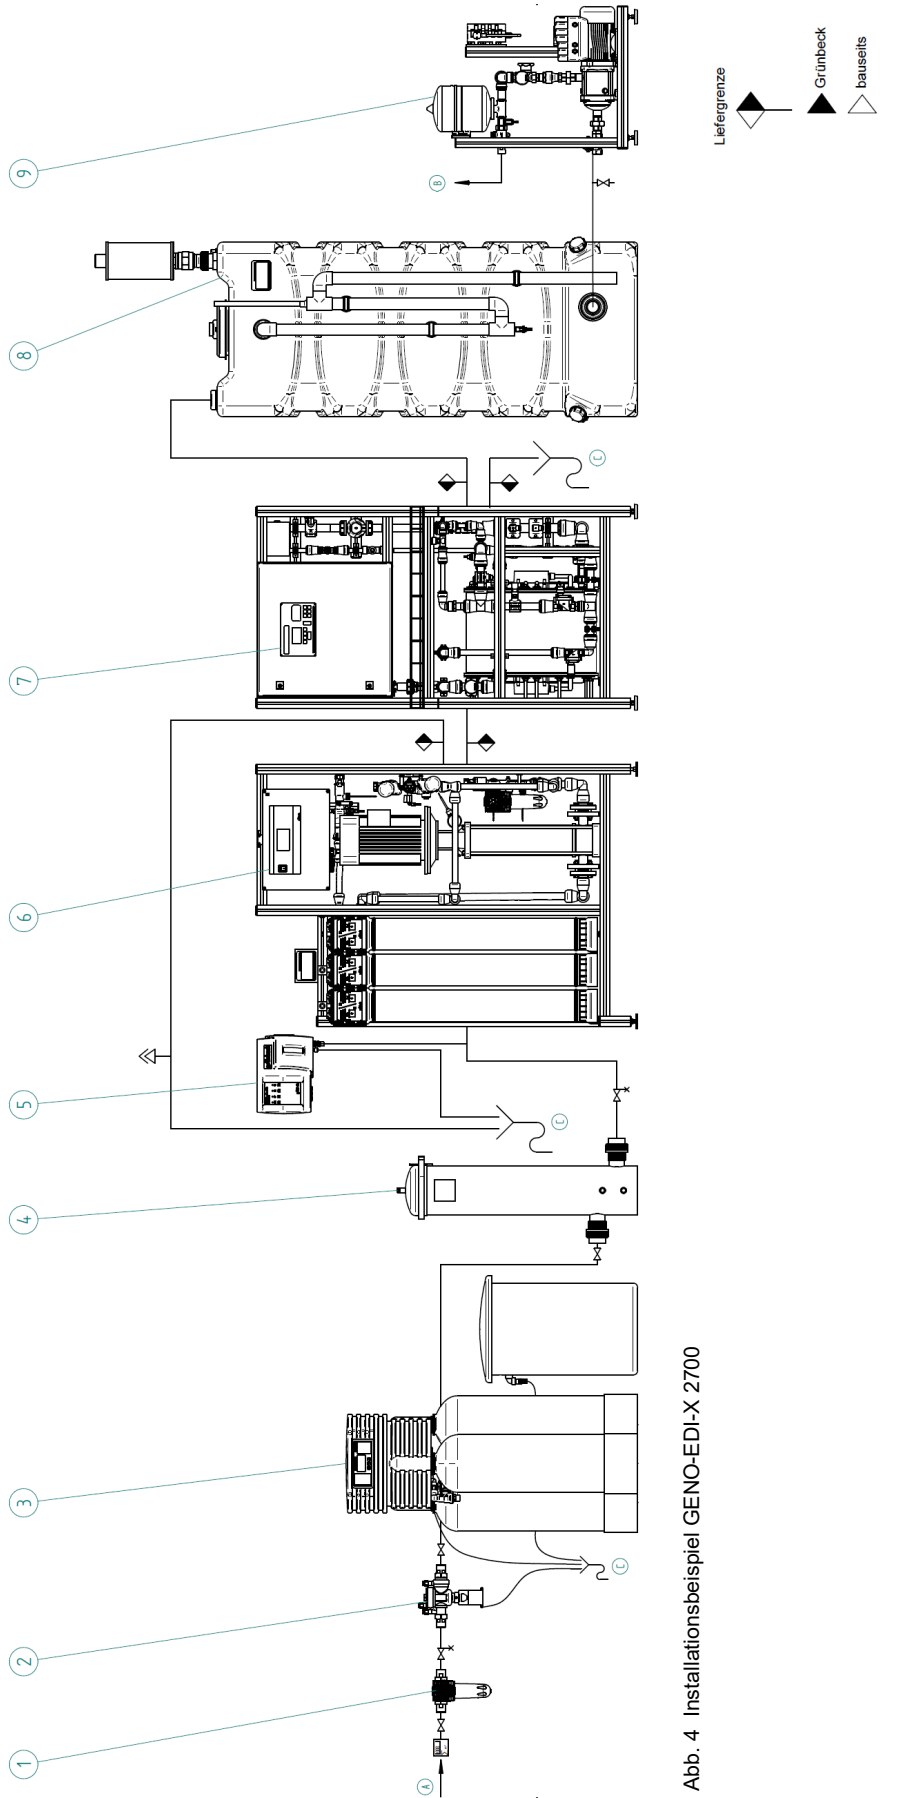 1
2
3
4
5
6
7
8
9
A
B
C
C
C
Liefergrenze
Grünbeck
bauseits
Abb. 4 Installationsbeispiel GENO-EDI-X 2700